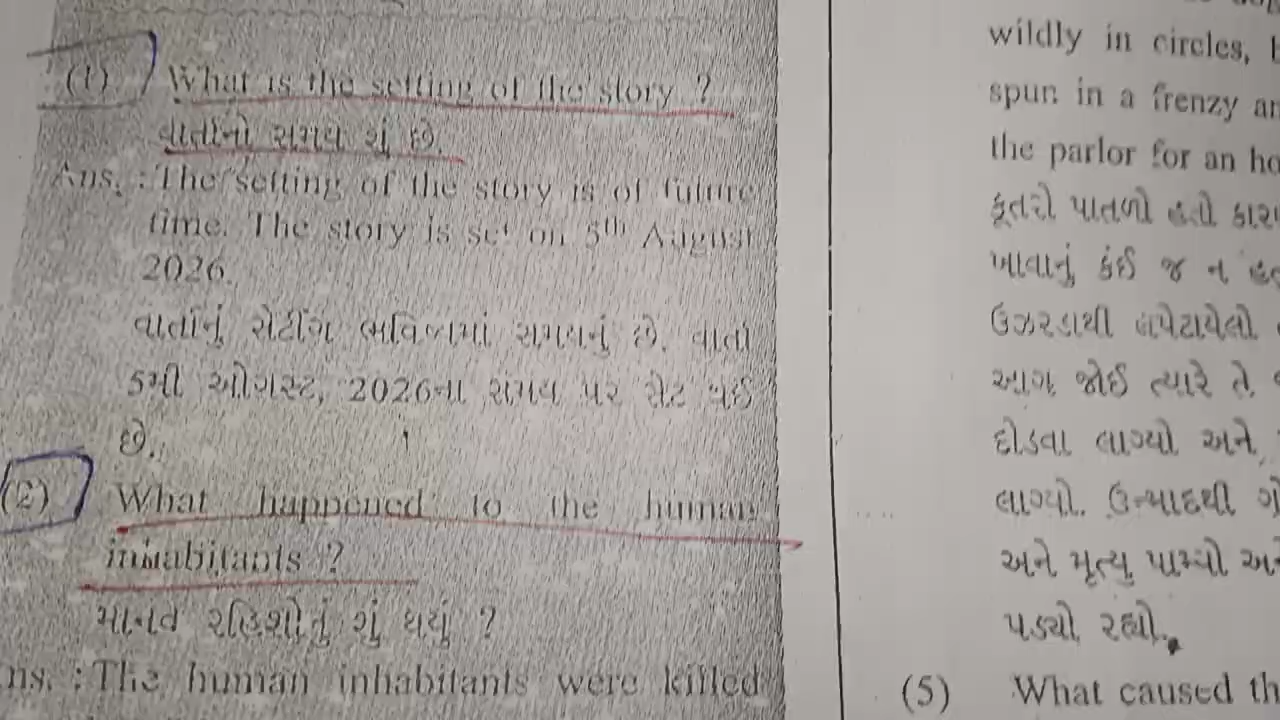 (1) What is the setting of the story ?
વાર્તાનો સમય શું છે.
Ans. : The setting of the story is of future
time. The story is set on 5th August
2026.
વાર્તાનું સેટીંગ ભવિષ્યમાં સમયનું છે. વાર્તા
5મી ઓગસ્ટ, 2026ના સમય પર સેટ થઈ
છે.
(2) What happened to the human
inhabitants ?
માનવ રહિશોનું શું થયું ?
ns. : The human inhabitants were killed
wildly in circles,
spun in a frenzy
the parlor for an
કૂતરો પાતળો હતો
ખાવાનું કંઈ જ ન
ઉઝરડાથી લપેટાયેલો
આગ જોઈ ત્યારે તે
દોડવા લાગ્યો અને
લાગ્યો. ઉન્માદથી
અને મૃત્યુ પામ્યો
પડ્યો રહ્યો.
(5) What caused